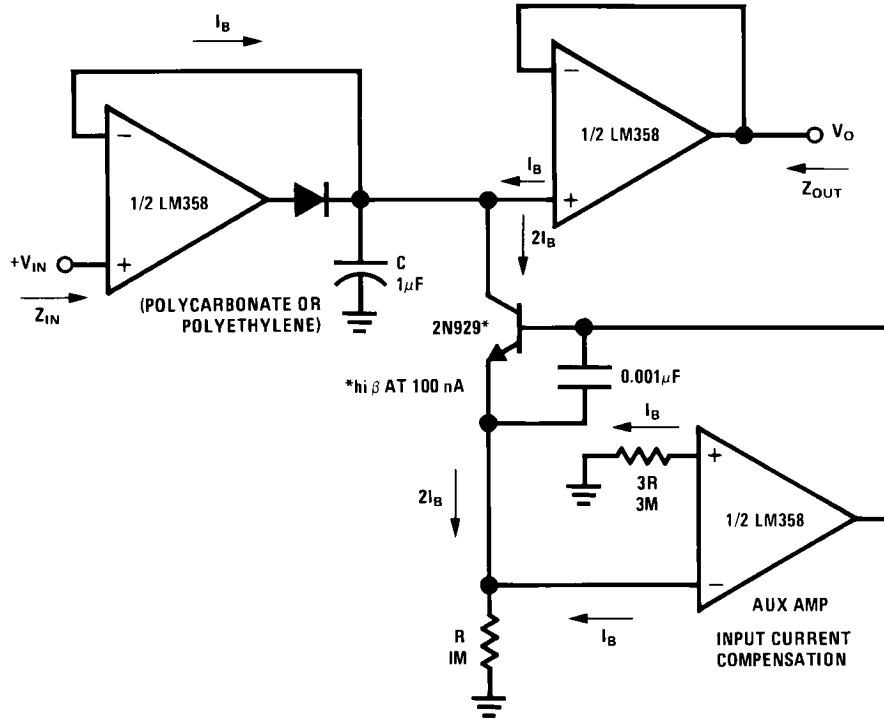 I_B
−
1/2 LM358
+
+V_IN
Z_IN
C
1μF
(POLYCARBONATE OR
POLYETHYLENE)
−
1/2 LM358
+
I_B
V_O
Z_OUT
2I_B
2N929*
*hi β AT 100 nA
0.001μF
I_B
3R
3M
+
1/2 LM358
−
2I_B
I_B
R
IM
AUX AMP
INPUT CURRENT
COMPENSATION